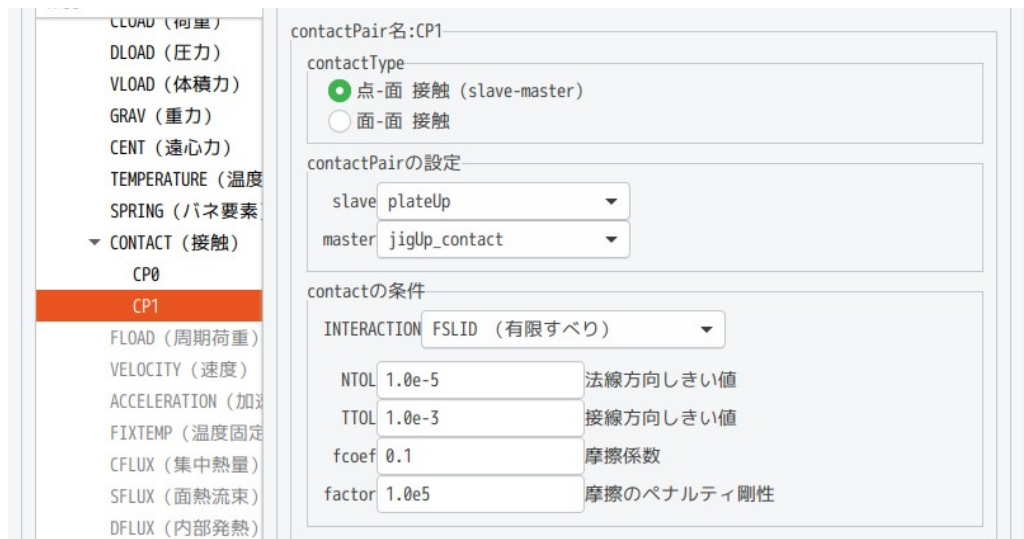 CLOAD (荷重)
DLOAD (圧力)
VLOAD (体積力)
GRAV (重力)
CENT (遠心力)
TEMPERATURE (温度
SPRING (バネ要素
CONTACT (接触)
CP0
CP1
FLOAD (周期荷重)
VELOCITY (速度)
ACCELERATION (加速
FIXTEMP (温度固定
CFLUX (集中熱量)
SFLUX (面熱流束)
DFLUX (内部発熱)
contactPair名:CP1
contactType
点-面 接触 (slave-master)
面-面 接触
contactPairの設定
slave plateUp
master jigUp_contact
contactの条件
INTERACTION FSLID (有限すべり)
NTOL 1.0e-5 法線方向しきい値
TTOL 1.0e-3 接線方向しきい値
fcoef 0.1 摩擦係数
factor 1.0e5 摩擦のペナルティ剛性